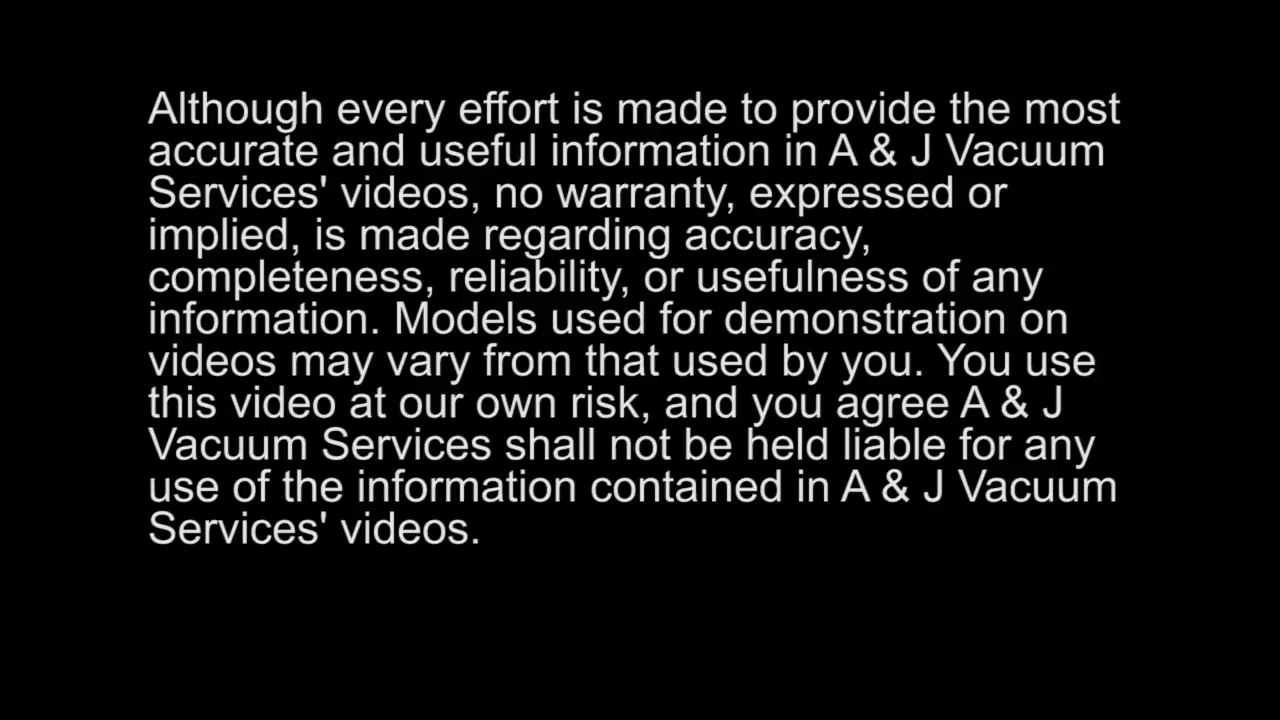 Although every effort is made to provide the most
accurate and useful information in A & J Vacuum
Services' videos, no warranty, expressed or
implied, is made regarding accuracy,
completeness, reliability, or usefulness of any
information. Models used for demonstration on
videos may vary from that used by you. You use
this video at our own risk, and you agree A & J
Vacuum Services shall not be held liable for any
use of the information contained in A & J Vacuum
Services' videos.